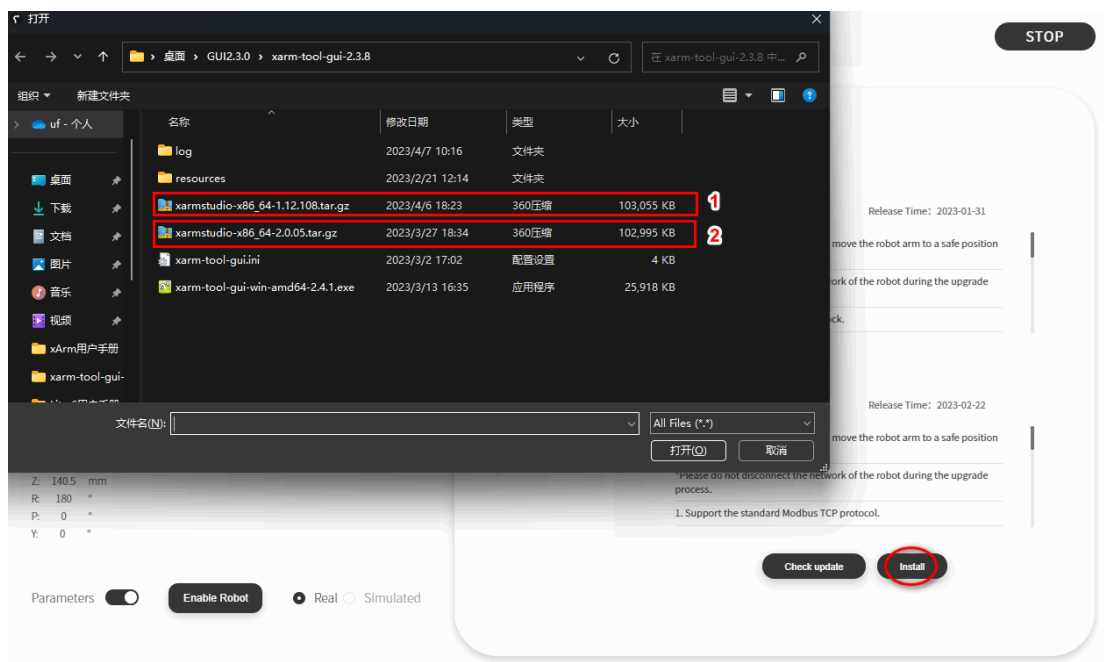 打开
STOP
桌面 › GUI2.3.0 › xarm-tool-gui-2.3.8
在 xarm-tool-gui-2.3.8 中...
组织
新建文件夹
uf - 个人
名称 修改日期 类型 大小
log 2023/4/7 10:16 文件夹
桌面
resources 2023/2/21 12:14 文件夹
下载
xarmstudio-x86_64-1.12.108.tar.gz 2023/4/6 18:23 360压缩 103,055 KB 1
Release Time: 2023-01-31
文档
xarmstudio-x86_64-2.0.05.tar.gz 2023/3/27 18:34 360压缩 102,995 KB 2
move the robot arm to a safe position
图片
xarm-tool-gui.ini 2023/3/2 17:02 配置设置 4 KB
音乐
xarm-tool-gui-win-amd64-2.4.1.exe 2023/3/13 16:35 应用程序 25,918 KB
of the robot during the upgrade
视频
xArm用户手册
xarm-tool-gui-
Release Time: 2023-02-22
文件名(N): All Files (*.*)
move the robot arm to a safe position
打开(O) 取消
*Please do not disconnect the network of the robot during the upgrade
process.
1. Support the standard Modbus TCP protocol.
Z: 140.5 mm
R: 180 °
P: 0 °
Y: 0 °
Check update Install
Parameters Enable Robot Real Simulated